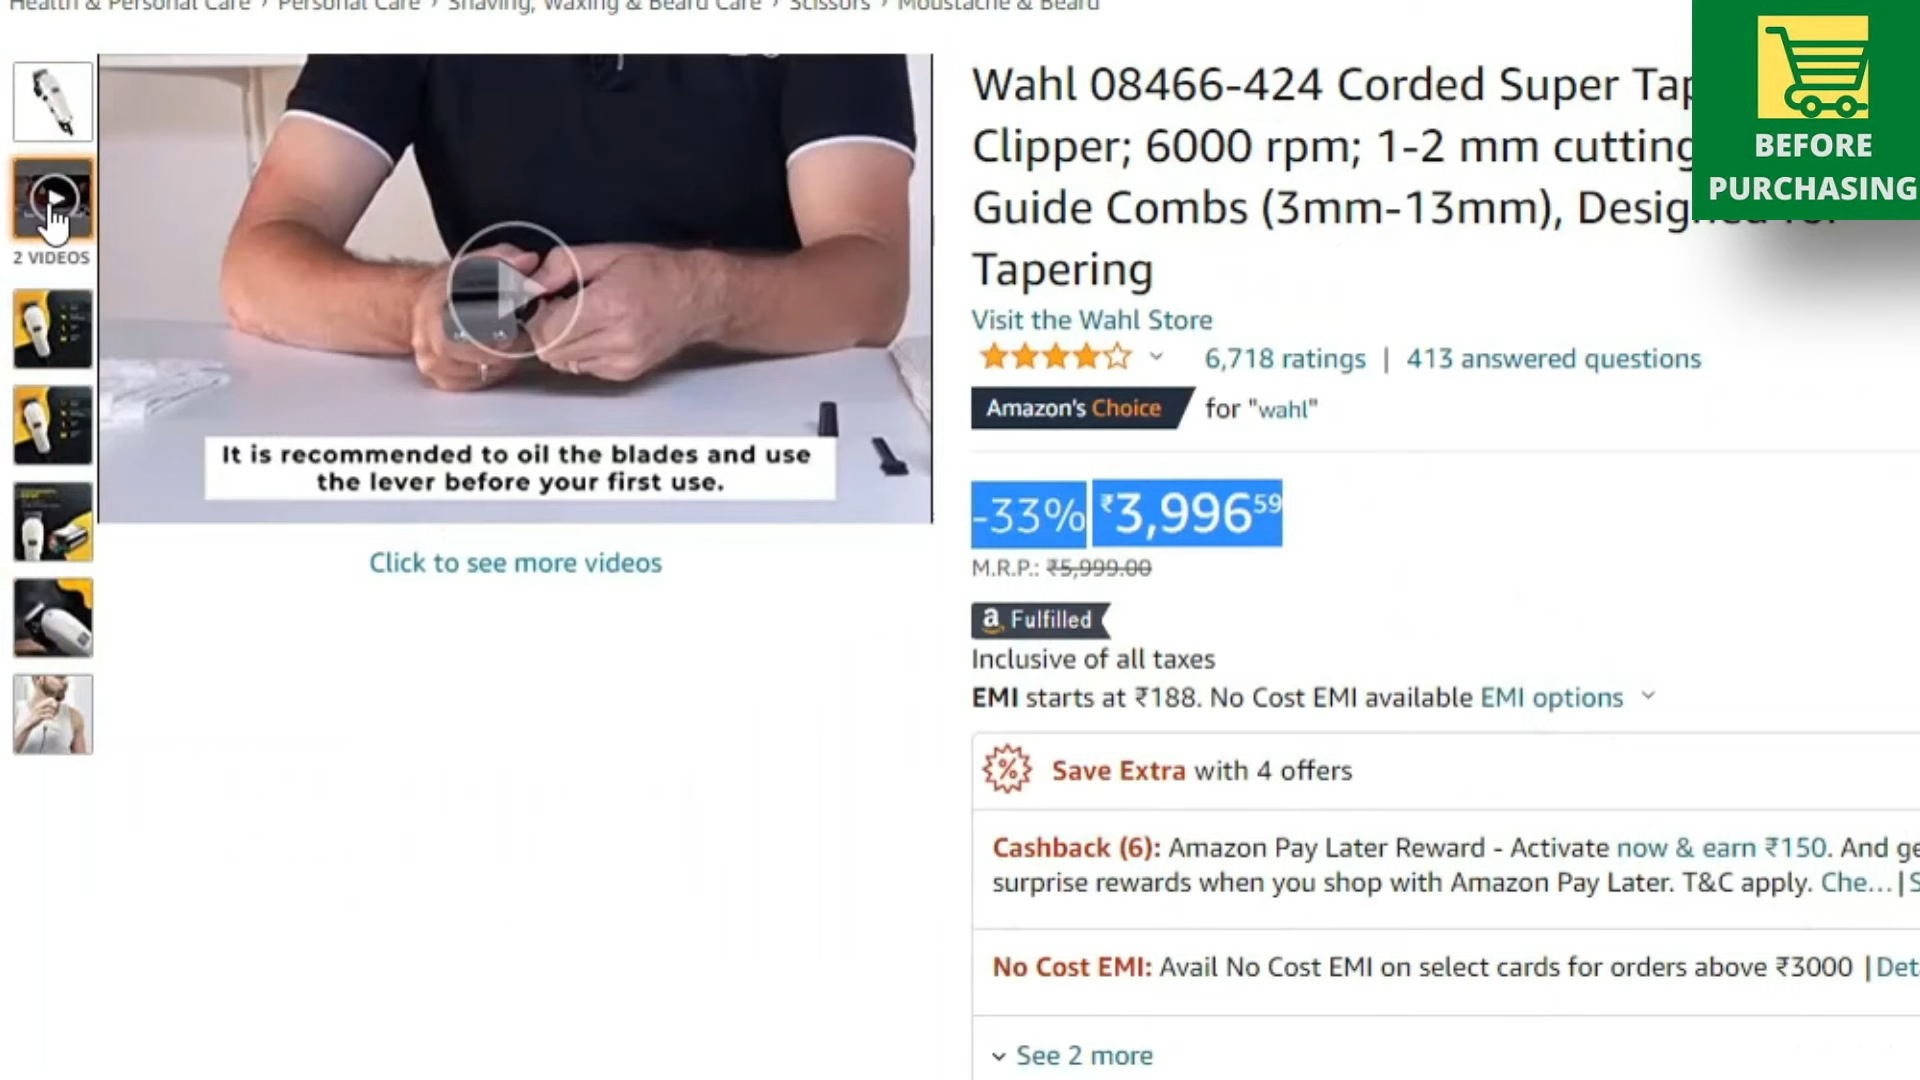 Health & Personal Care › Personal Care › Shaving, Waxing & Beard Care › Scissors › Moustache & Beard
2 VIDEOS
It is recommended to oil the blades and use
the lever before your first use.
Click to see more videos
Wahl 08466-424 Corded Super Tap
Clipper; 6000 rpm; 1-2 mm cutting
Guide Combs (3mm-13mm), Designed for
Tapering
Visit the Wahl Store
6,718 ratings | 413 answered questions
Amazon's Choice for "wahl"
-33% ₹3,996⁵⁹
M.R.P.: ₹5,999.00
a Fulfilled
Inclusive of all taxes
EMI starts at ₹188. No Cost EMI available EMI options
% Save Extra with 4 offers
Cashback (6): Amazon Pay Later Reward - Activate now & earn ₹150. And ge
surprise rewards when you shop with Amazon Pay Later. T&C apply. Che...|S
No Cost EMI: Avail No Cost EMI on select cards for orders above ₹3000 |Det
See 2 more
BEFORE
PURCHASING